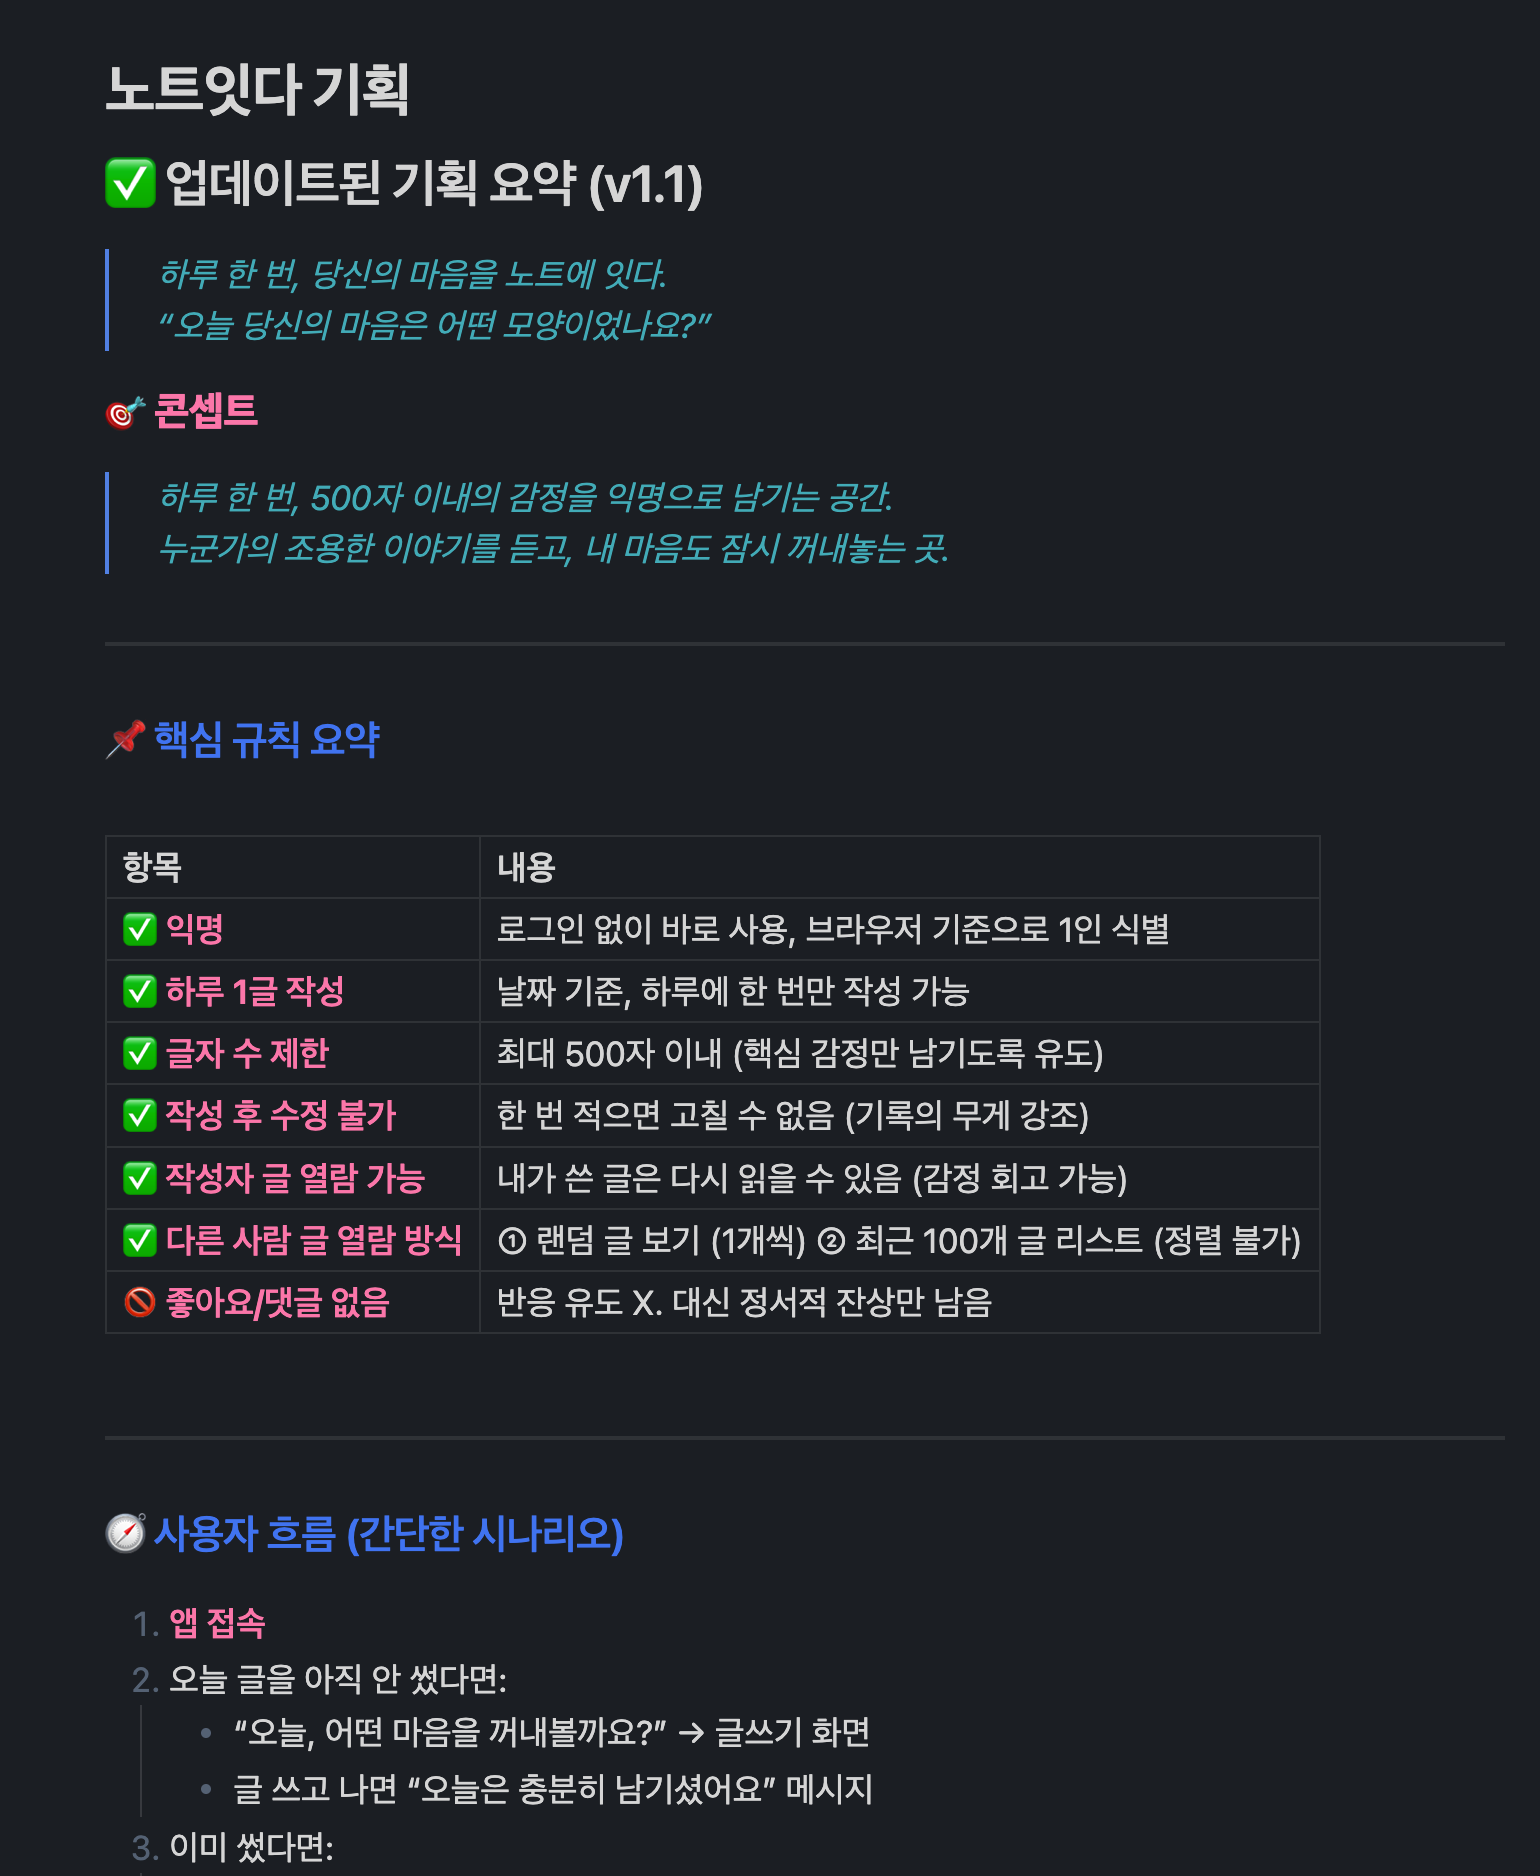 노트잇다 기획
✅ 업데이트된 기획 요약 (v1.1)
하루 한 번, 당신의 마음을 노트에 잇다.
“오늘 당신의 마음은 어떤 모양이었나요?”
🎯 콘셉트
하루 한 번, 500자 이내의 감정을 익명으로 남기는 공간.
누군가의 조용한 이야기를 듣고, 내 마음도 잠시 꺼내놓는 곳.
📌 핵심 규칙 요약
항목 내용
✅ 익명 로그인 없이 바로 사용, 브라우저 기준으로 1인 식별
✅ 하루 1글 작성 날짜 기준, 하루에 한 번만 작성 가능
✅ 글자 수 제한 최대 500자 이내 (핵심 감정만 남기도록 유도)
✅ 작성 후 수정 불가 한 번 적으면 고칠 수 없음 (기록의 무게 강조)
✅ 작성자 글 열람 가능 내가 쓴 글은 다시 읽을 수 있음 (감정 회고 가능)
✅ 다른 사람 글 열람 방식 ① 랜덤 글 보기 (1개씩) ② 최근 100개 글 리스트 (정렬 불가)
🚫 좋아요/댓글 없음 반응 유도 X. 대신 정서적 잔상만 남음
🧭 사용자 흐름 (간단한 시나리오)
1. 앱 접속
2. 오늘 글을 아직 안 썼다면:
• “오늘, 어떤 마음을 꺼내볼까요?” → 글쓰기 화면
• 글 쓰고 나면 “오늘은 충분히 남기셨어요” 메시지
3. 이미 썼다면: